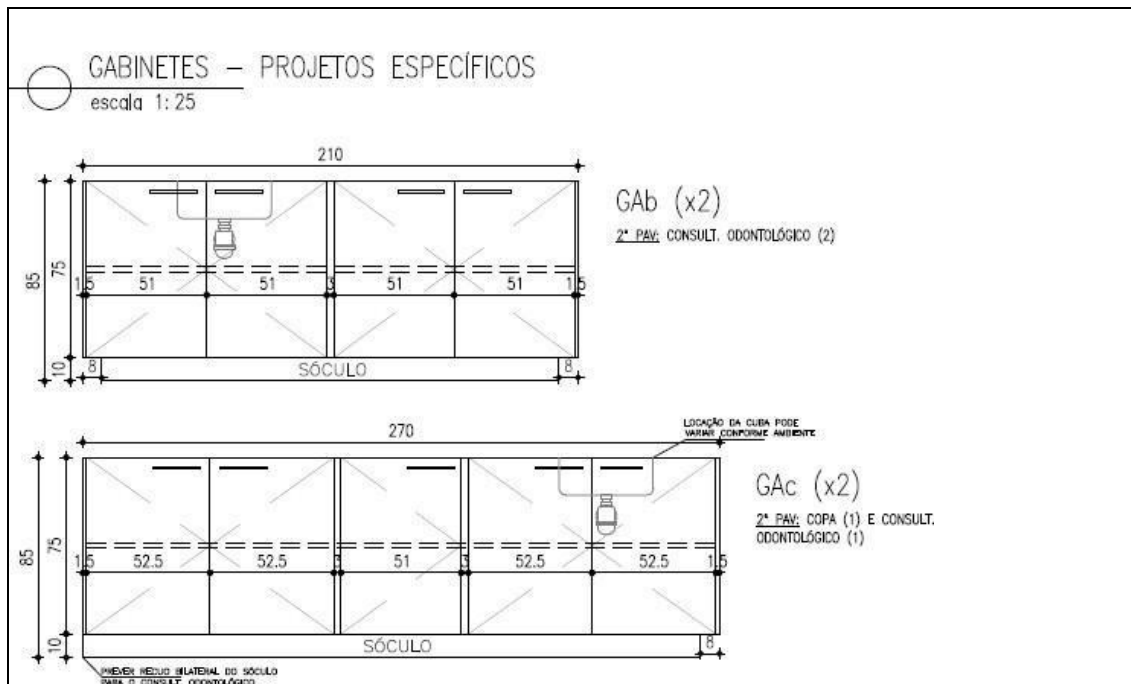 GABINETES – PROJETOS ESPECÍFICOS
escala 1:25
210
GAb (x2)
2° PAV: CONSULT. ODONTOLÓGICO (2)
85
75
1.5 51 51 3 51 51 1.5
10
8 SÓCULO 8
270
LOCAÇÃO DA CUBA PODE
VARIAR CONFORME AMBIENTE
GAc (x2)
2° PAV: COPA (1) E CONSULT.
ODONTOLÓGICO (1)
85
75
1.5 52.5 52.5 3 51 3 52.5 52.5 1.5
10
SÓCULO 8
PREVER RECUO BILATERAL DO SÓCULO
PARA O CONSULT. ODONTOLÓGICO